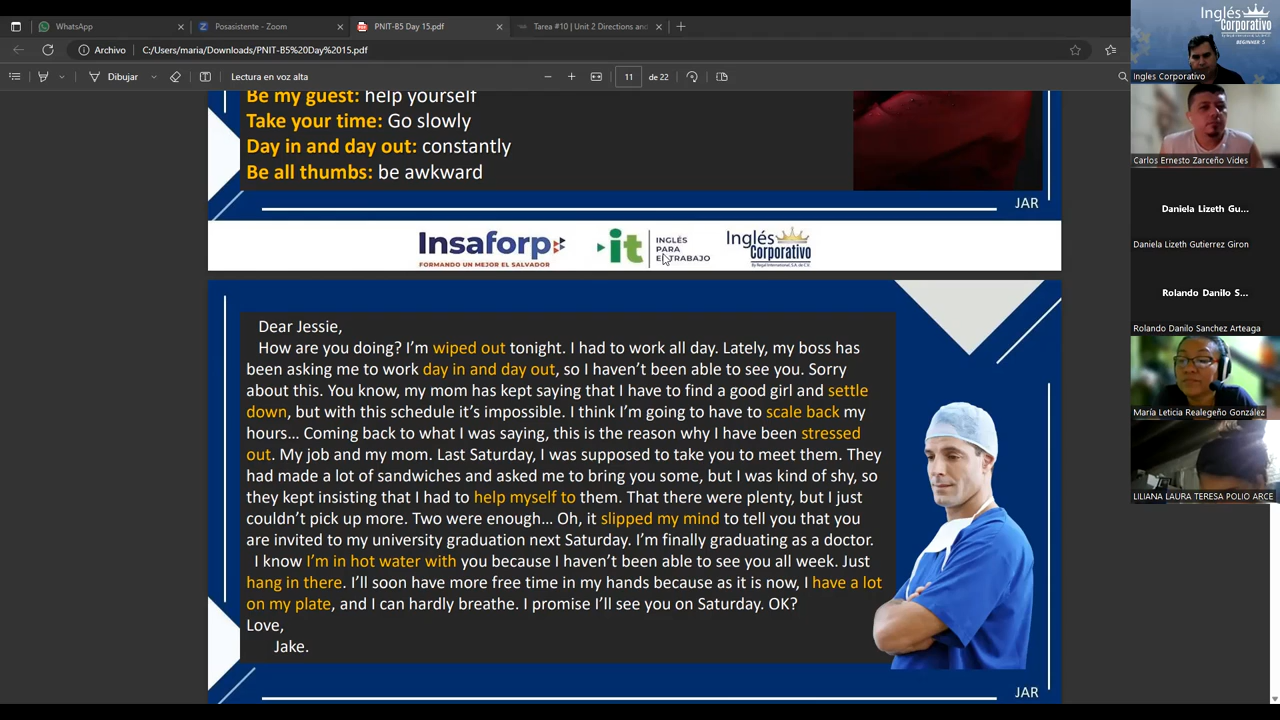 WhatsApp
Posasistente - Zoom
PNIT-B5 Day 15.pdf
Tarea #10 | Unit 2 Directions and
Archivo
C:/Users/maria/Downloads/PNIT-B5%20Day%2015.pdf
Dibujar
Lectura en voz alta
11
de 22
Be my guest: help yourself
Take your time: Go slowly
Day in and day out: constantly
Be all thumbs: be awkward
JAR
Insaforp
FORMANDO UN MEJOR EL SALVADOR
it
INGLÉS
PARA
EL TRABAJO
Inglés
Corporativo
by Regal International, S.A. de C.V.
Dear Jessie,
How are you doing? I'm wiped out tonight. I had to work all day. Lately, my boss has
been asking me to work day in and day out, so I haven't been able to see you. Sorry
about this. You know, my mom has kept saying that I have to find a good girl and settle
down, but with this schedule it's impossible. I think I'm going to have to scale back my
hours... Coming back to what I was saying, this is the reason why I have been stressed
out. My job and my mom. Last Saturday, I was supposed to take you to meet them. They
had made a lot of sandwiches and asked me to bring you some, but I was kind of shy, so
they kept insisting that I had to help myself to them. That there were plenty, but I just
couldn't pick up more. Two were enough... Oh, it slipped my mind to tell you that you
are invited to my university graduation next Saturday. I'm finally graduating as a doctor.
I know I'm in hot water with you because I haven't been able to see you all week. Just
hang in there. I'll soon have more free time in my hands because as it is now, I have a lot
on my plate, and I can hardly breathe. I promise I'll see you on Saturday. OK?
Love,
Jake.
JAR
Inglés
Corporativo
BEGINNER 5
Ingles Corporativo
Carlos Ernesto Zarceño Vides
Daniela Lizeth Gu...
Daniela Lizeth Gutierrez Giron
Rolando Danilo S...
Rolando Danilo Sanchez Arteaga
María Leticia Realegeño González
LILIANA LAURA TERESA POLIO ARCE